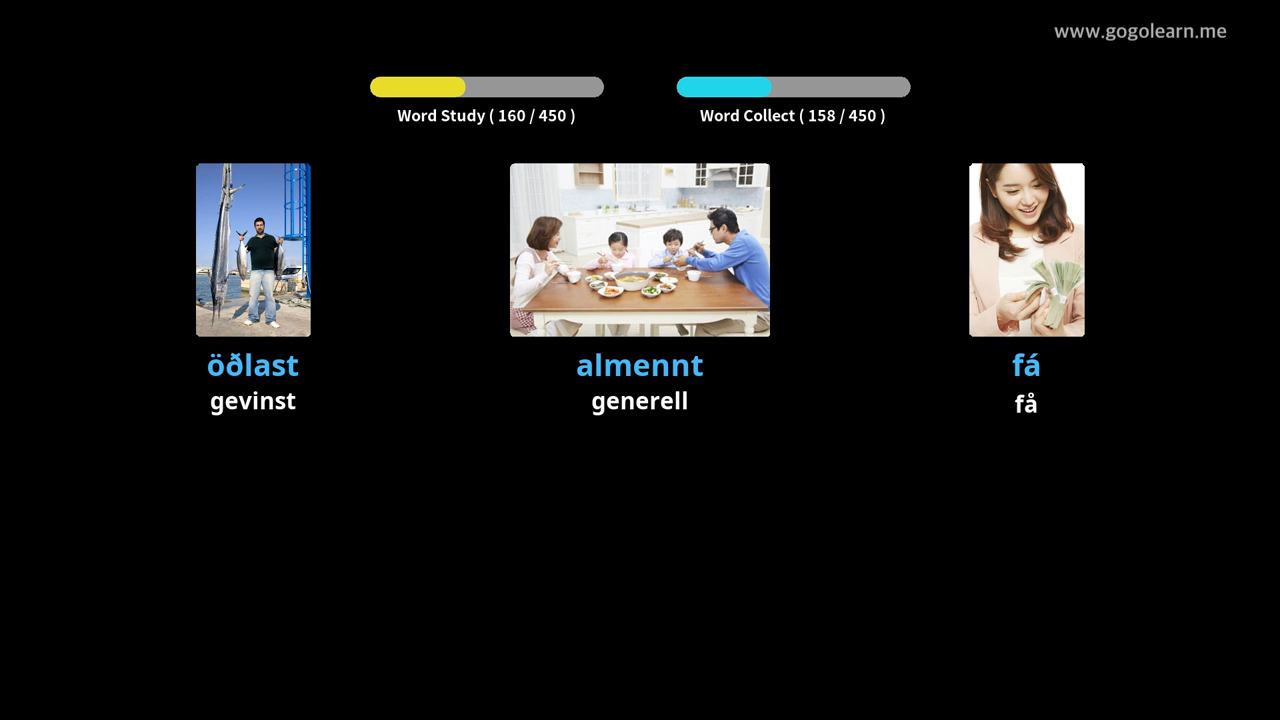 www.gogolearn.me
Word Study ( 160 / 450 )
Word Collect ( 158 / 450 )
öðlast
almennt
fá
gevinst
generell
få